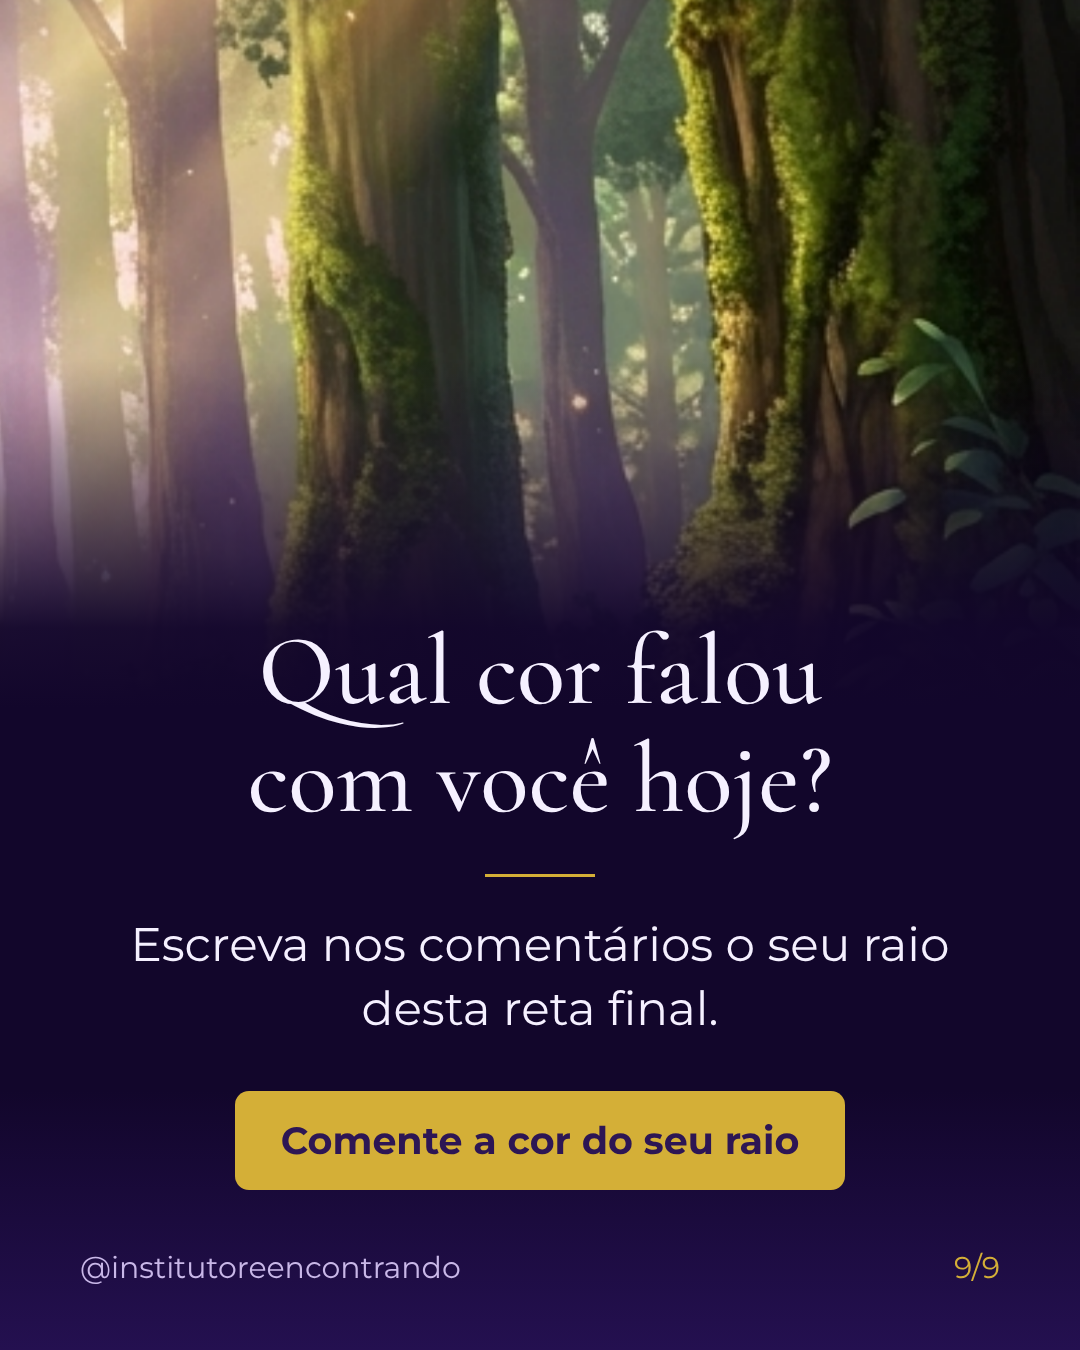 Qual cor falou
com você hoje?
Escreva nos comentários o seu raio
desta reta final.
Comente a cor do seu raio
@institutoreencontrando
9/9